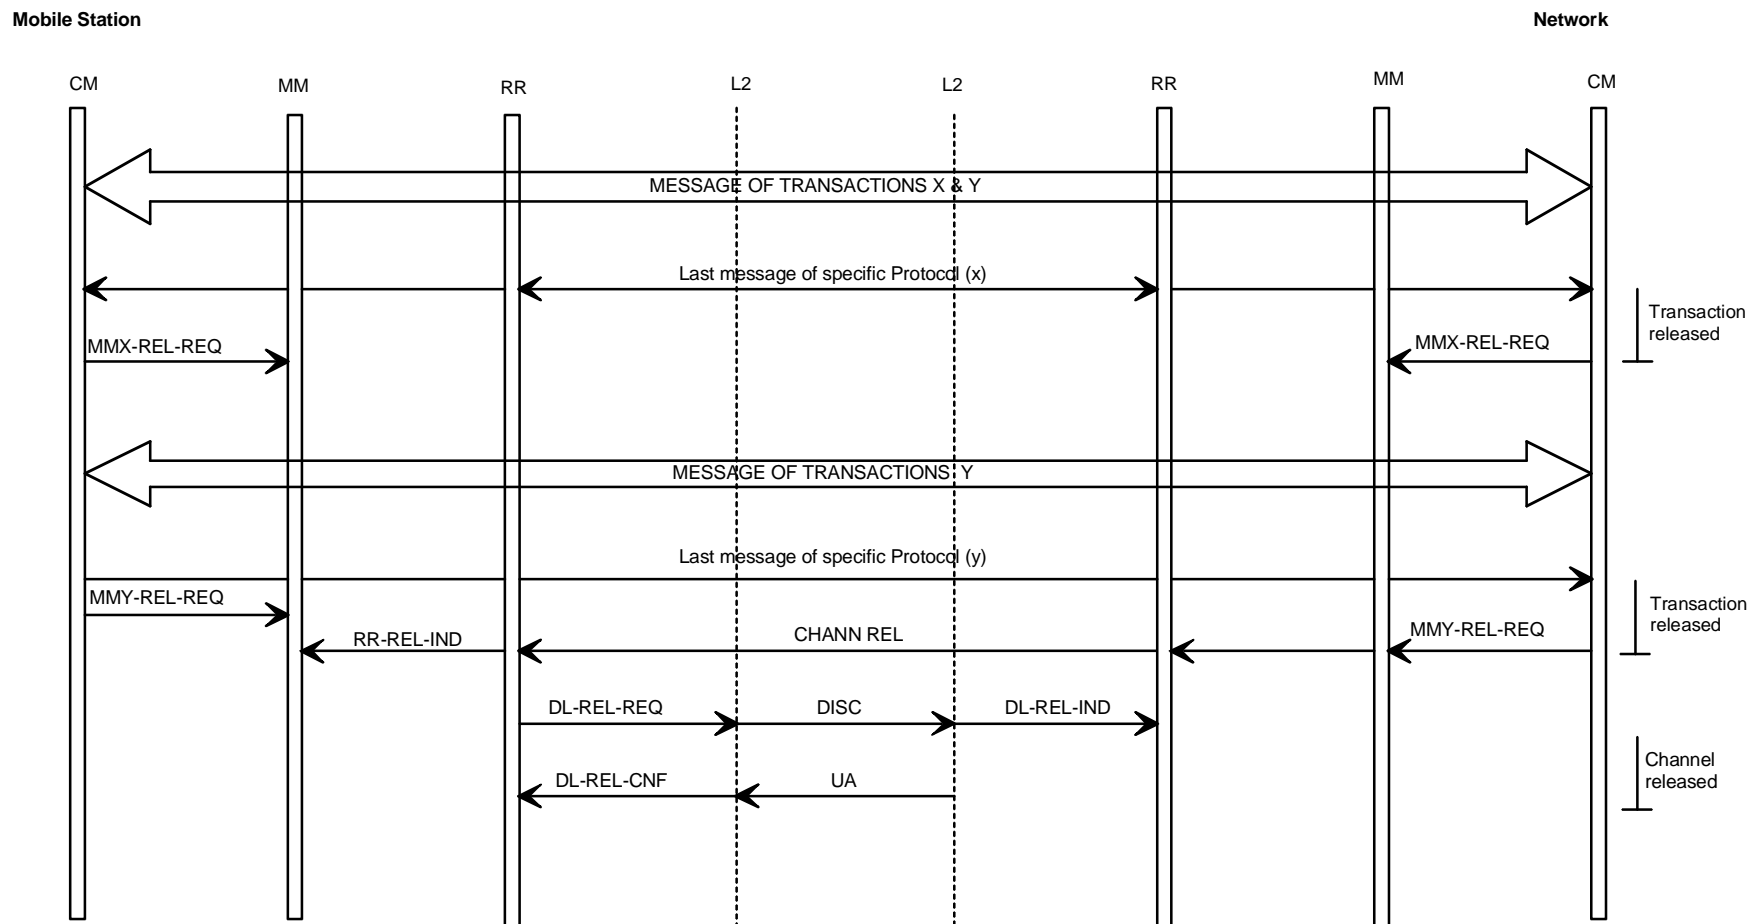 Mobile Station
Network
CM
MM
RR
L2
L2
RR
MM
CM
MESSAGE OF TRANSACTIONS X & Y
Last message of specific Protocol (x)
Transaction
released
MMX-REL-REQ
MMX-REL-REQ
MESSAGE OF TRANSACTIONS Y
Last message of specific Protocol (y)
MMY-REL-REQ
Transaction
released
RR-REL-IND
CHANN REL
MMY-REL-REQ
DL-REL-REQ
DISC
DL-REL-IND
Channel
released
DL-REL-CNF
UA